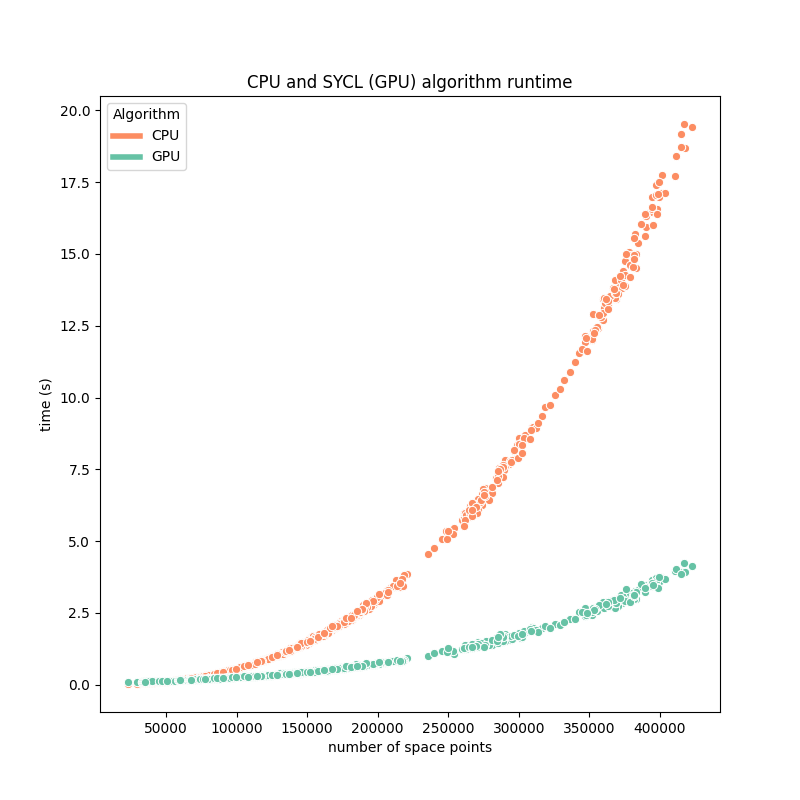 CPU and SYCL (GPU) algorithm runtime
Algorithm
CPU
GPU
20.0
17.5
15.0
12.5
10.0
7.5
5.0
2.5
0.0
time (s)
50000 100000 150000 200000 250000 300000 350000 400000
number of space points